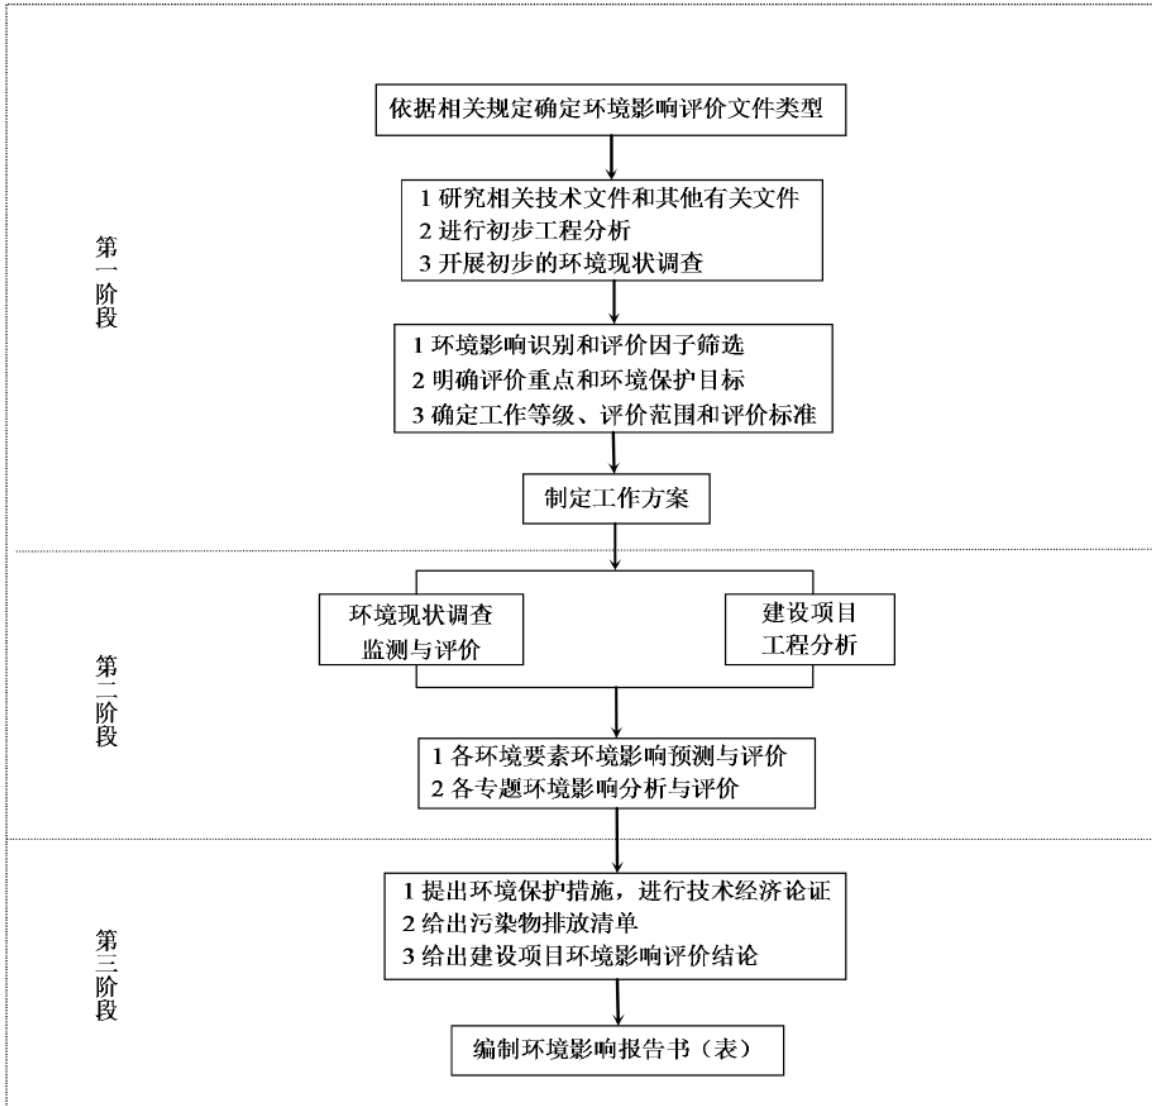 依据相关规定确定环境影响评价文件类型
1 研究相关技术文件和其他有关文件
2 进行初步工程分析
3 开展初步的环境现状调查
第一阶段
1 环境影响识别和评价因子筛选
2 明确评价重点和环境保护目标
3 确定工作等级、评价范围和评价标准
制定工作方案
环境现状调查
监测与评价
建设项目
工程分析
第二阶段
1 各环境要素环境影响预测与评价
2 各专题环境影响分析与评价
1 提出环境保护措施，进行技术经济论证
2 给出污染物排放清单
3 给出建设项目环境影响评价结论
第三阶段
编制环境影响报告书（表）